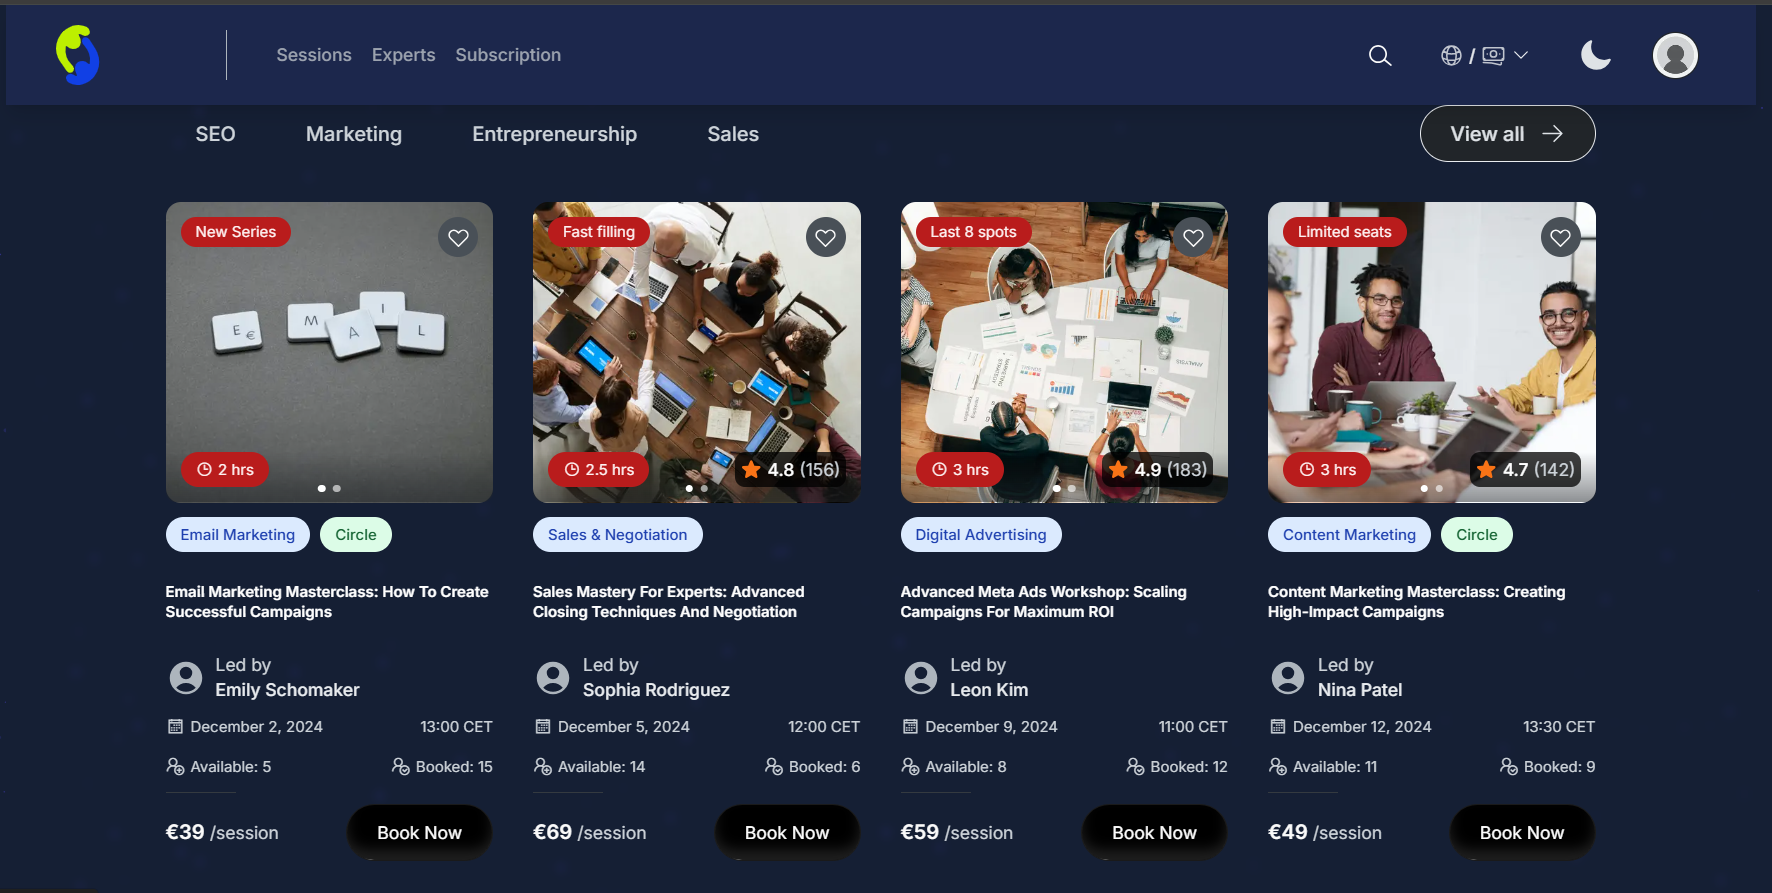 Sessions Experts Subscription /
SEO Marketing Entrepreneurship Sales View all
New Series
E € M A I L
2 hrs
Email Marketing Circle
Email Marketing Masterclass: How To Create
Successful Campaigns
Led by
Emily Schomaker
December 2, 2024 13:00 CET
Available: 5 Booked: 15
€39 /session Book Now
Fast filling
2.5 hrs 4.8 (156)
Sales & Negotiation
Sales Mastery For Experts: Advanced
Closing Techniques And Negotiation
Led by
Sophia Rodriguez
December 5, 2024 12:00 CET
Available: 14 Booked: 6
€69 /session Book Now
Last 8 spots
ANALYSIS
MARKETING
STRATEGY
3 hrs 4.9 (183)
Digital Advertising
Advanced Meta Ads Workshop: Scaling
Campaigns For Maximum ROI
Led by
Leon Kim
December 9, 2024 11:00 CET
Available: 8 Booked: 12
€59 /session Book Now
Limited seats
3 hrs 4.7 (142)
Content Marketing Circle
Content Marketing Masterclass: Creating
High-Impact Campaigns
Led by
Nina Patel
December 12, 2024 13:30 CET
Available: 11 Booked: 9
€49 /session Book Now